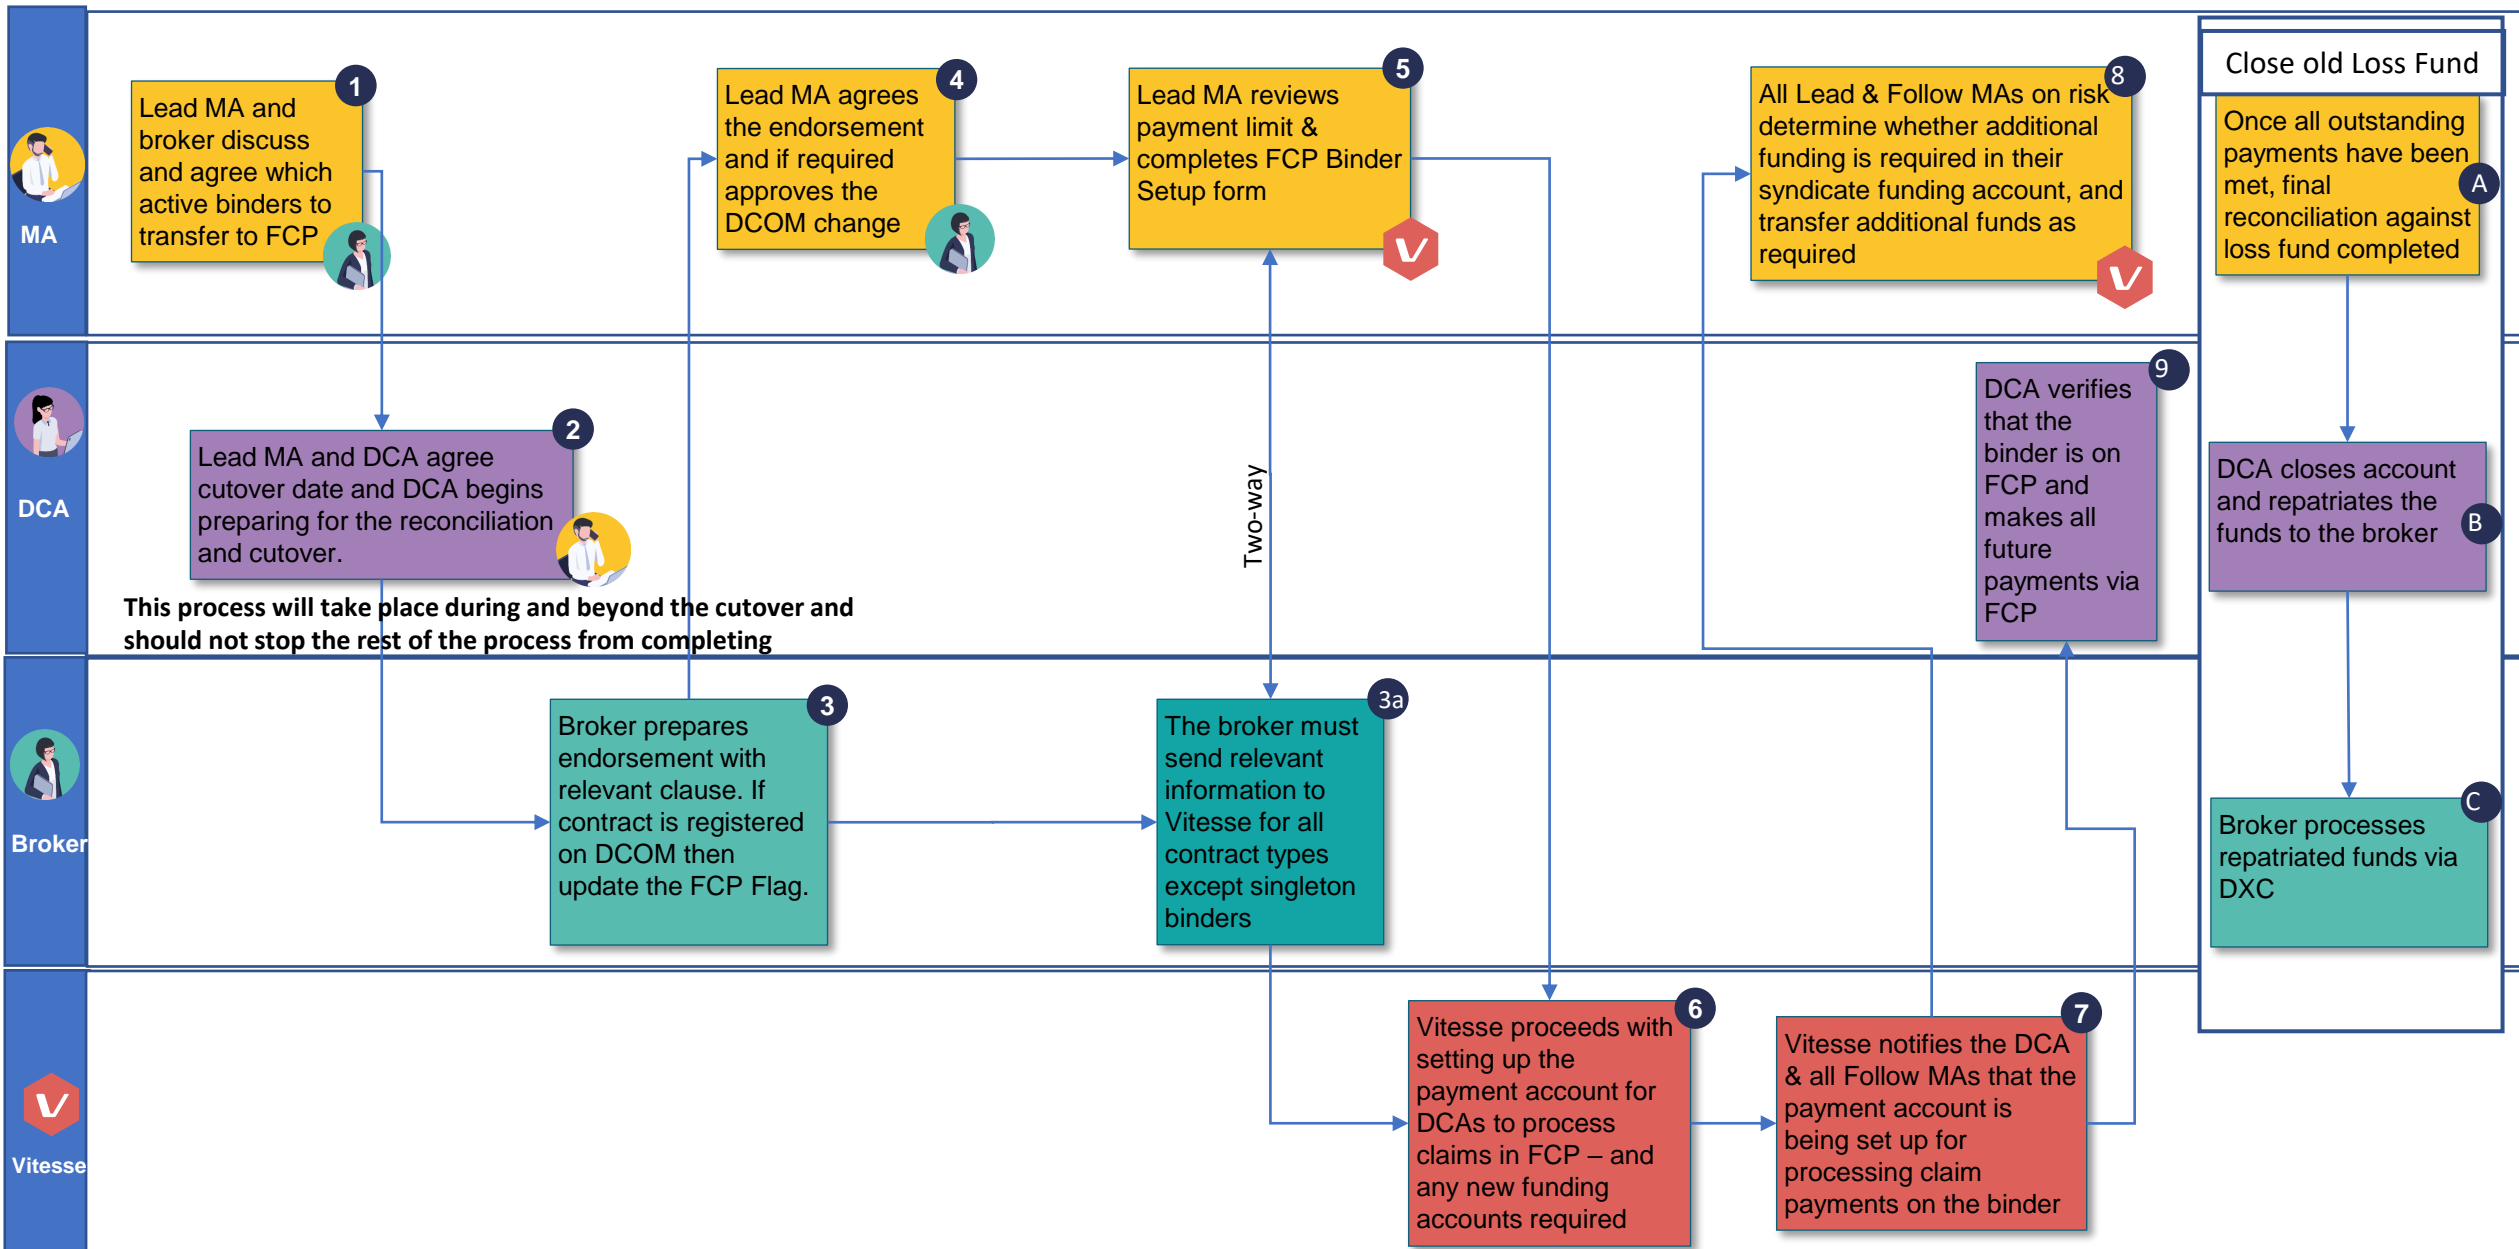 MA
1
Lead MA and
broker discuss
and agree which
active binders to
transfer to FCP
4
Lead MA agrees
the endorsement
and if required
approves the
DCOM change
5
Lead MA reviews
payment limit &
completes FCP Binder
Setup form
V
8
All Lead & Follow MAs on risk
determine whether additional
funding is required in their
syndicate funding account, and
transfer additional funds as
required
V
Close old Loss Fund
Once all outstanding
payments have been
met, final
reconciliation against
loss fund completed
A
DCA
2
Lead MA and DCA agree
cutover date and DCA begins
preparing for the reconciliation
and cutover.
This process will take place during and beyond the cutover and
should not stop the rest of the process from completing
Two-way
9
DCA verifies
that the
binder is on
FCP and
makes all
future
payments via
FCP
DCA closes account
and repatriates the
funds to the broker
B
Broker
3
Broker prepares
endorsement with
relevant clause. If
contract is registered
on DCOM then
update the FCP Flag.
3a
The broker must
send relevant
information to
Vitesse for all
contract types
except singleton
binders
C
Broker processes
repatriated funds via
DXC
V
Vitesse
6
Vitesse proceeds with
setting up the
payment account for
DCAs to process
claims in FCP – and
any new funding
accounts required
7
Vitesse notifies the DCA
& all Follow MAs that the
payment account is
being set up for
processing claim
payments on the binder